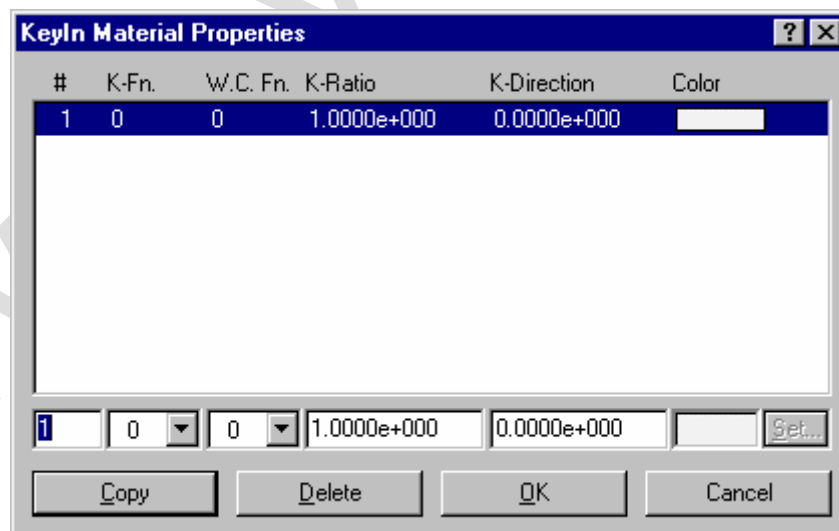 KeyIn Material Properties ? X
# K-Fn. W.C. Fn. K-Ratio K-Direction Color
1 0 0 1.0000e+000 0.0000e+000
1 0 0 1.0000e+000 0.0000e+000 Set...
Copy Delete OK Cancel